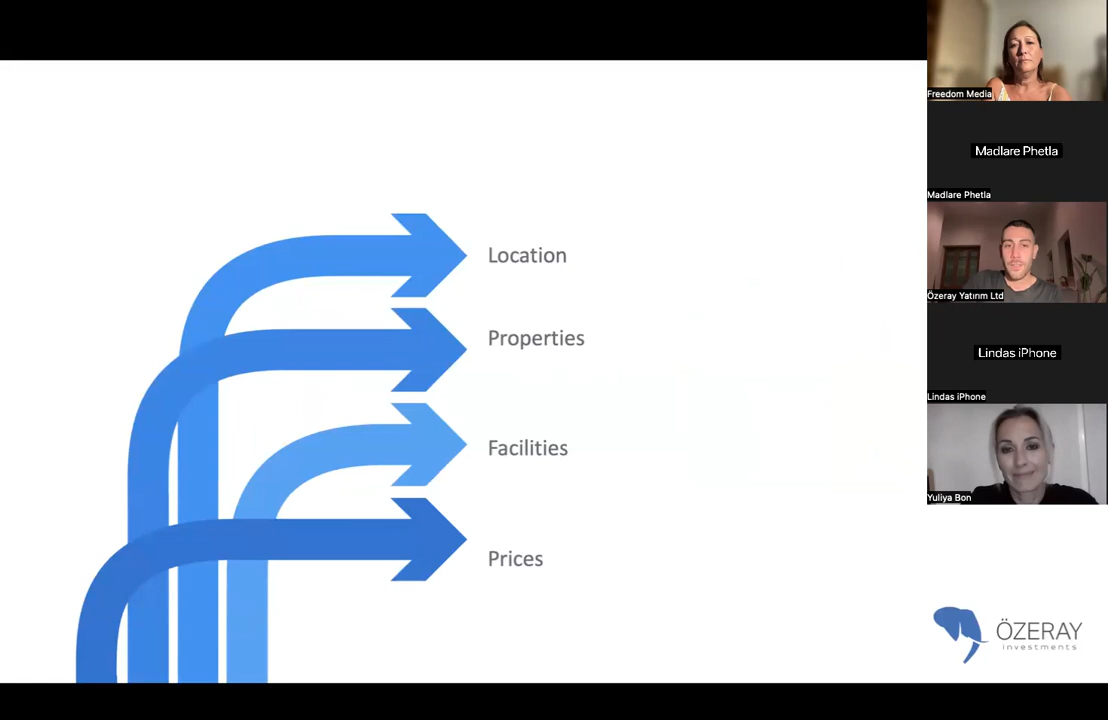 Location
Properties
Facilities
Prices
Freedom Media
Madlare Phetla
Madlare Phetla
Özeray Yatırım Ltd
Lindas iPhone
Lindas iPhone
Yuliya Bon
ÖZERAY
investments